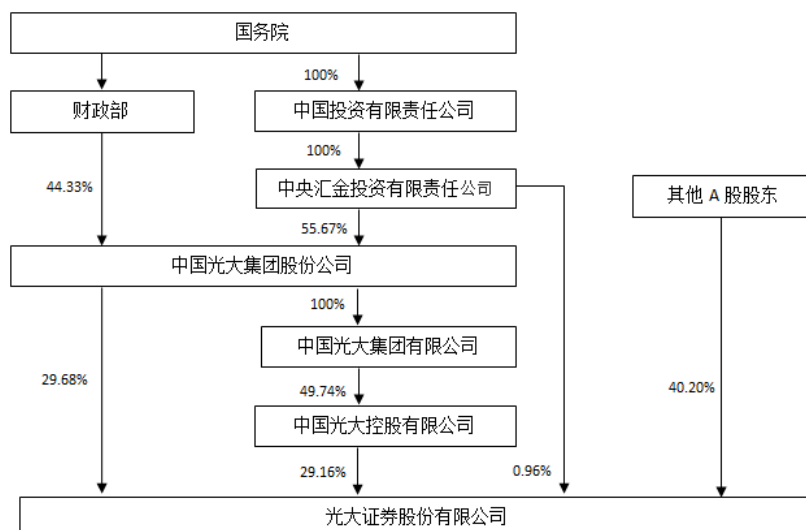 国务院
100%
财政部
中国投资有限责任公司
100%
44.33%
中央汇金投资有限责任公司
其他 A 股股东
55.67%
中国光大集团股份公司
100%
中国光大集团有限公司
29.68%
49.74%
40.20%
中国光大控股有限公司
29.16%
0.96%
光大证券股份有限公司